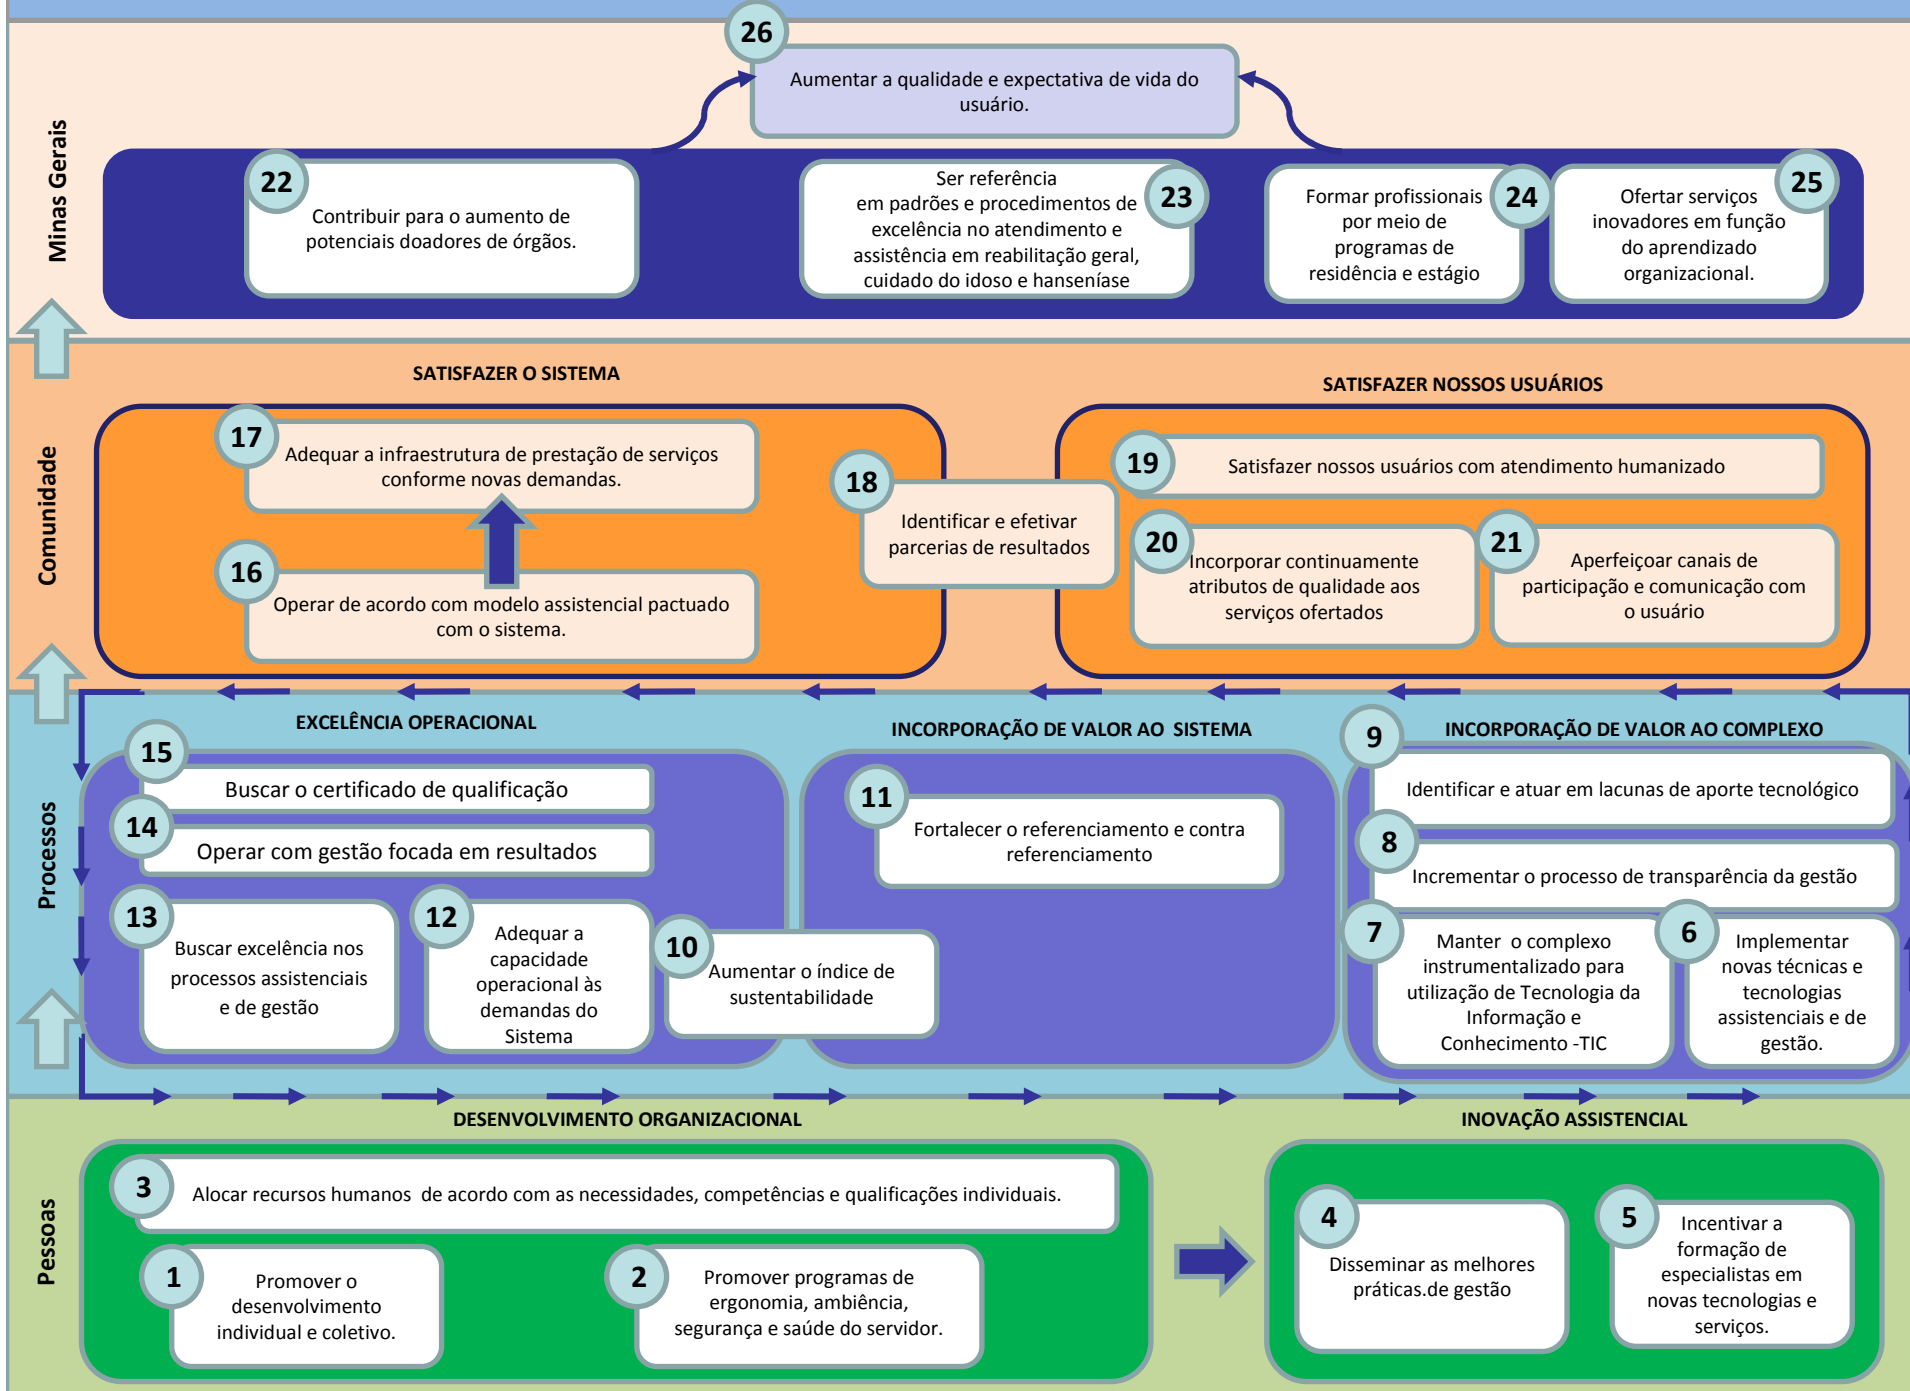 26
Aumentar a qualidade e expectativa de vida do
usuário.
Minas Gerais
22
Contribuir para o aumento de
potenciais doadores de órgãos.
23
Ser referência
em padrões e procedimentos de
excelência no atendimento e
assistência em reabilitação geral,
cuidado do idoso e hanseníase
24
Formar profissionais
por meio de
programas de
residência e estágio
25
Ofertar serviços
inovadores em função
do aprendizado
organizacional.
Comunidade
SATISFAZER O SISTEMA
17
Adequar a infraestrutura de prestação de serviços
conforme novas demandas.
16
Operar de acordo com modelo assistencial pactuado
com o sistema.
18
Identificar e efetivar
parcerias de resultados
SATISFAZER NOSSOS USUÁRIOS
19
Satisfazer nossos usuários com atendimento humanizado
20
Incorporar continuamente
atributos de qualidade aos
serviços ofertados
21
Aperfeiçoar canais de
participação e comunicação com
o usuário
Processos
EXCELÊNCIA OPERACIONAL
15
Buscar o certificado de qualificação
14
Operar com gestão focada em resultados
13
Buscar excelência nos
processos assistenciais
e de gestão
12
Adequar a
capacidade
operacional às
demandas do
Sistema
10
Aumentar o índice de
sustentabilidade
INCORPORAÇÃO DE VALOR AO  SISTEMA
11
Fortalecer o referenciamento e contra
referenciamento
INCORPORAÇÃO DE VALOR AO COMPLEXO
9
Identificar e atuar em lacunas de aporte tecnológico
8
Incrementar o processo de transparência da gestão
7
Manter  o complexo
instrumentalizado para
utilização de Tecnologia da
Informação e
Conhecimento -TIC
6
Implementar
novas técnicas e
tecnologias
assistenciais e de
gestão.
Pessoas
DESENVOLVIMENTO ORGANIZACIONAL
3
Alocar recursos humanos  de acordo com as necessidades, competências e qualificações individuais.
1
Promover o
desenvolvimento
individual e coletivo.
2
Promover programas de
ergonomia, ambiência,
segurança e saúde do servidor.
INOVAÇÃO ASSISTENCIAL
4
Disseminar as melhores
práticas.de gestão
5
Incentivar a
formação de
especialistas em
novas tecnologias e
serviços.